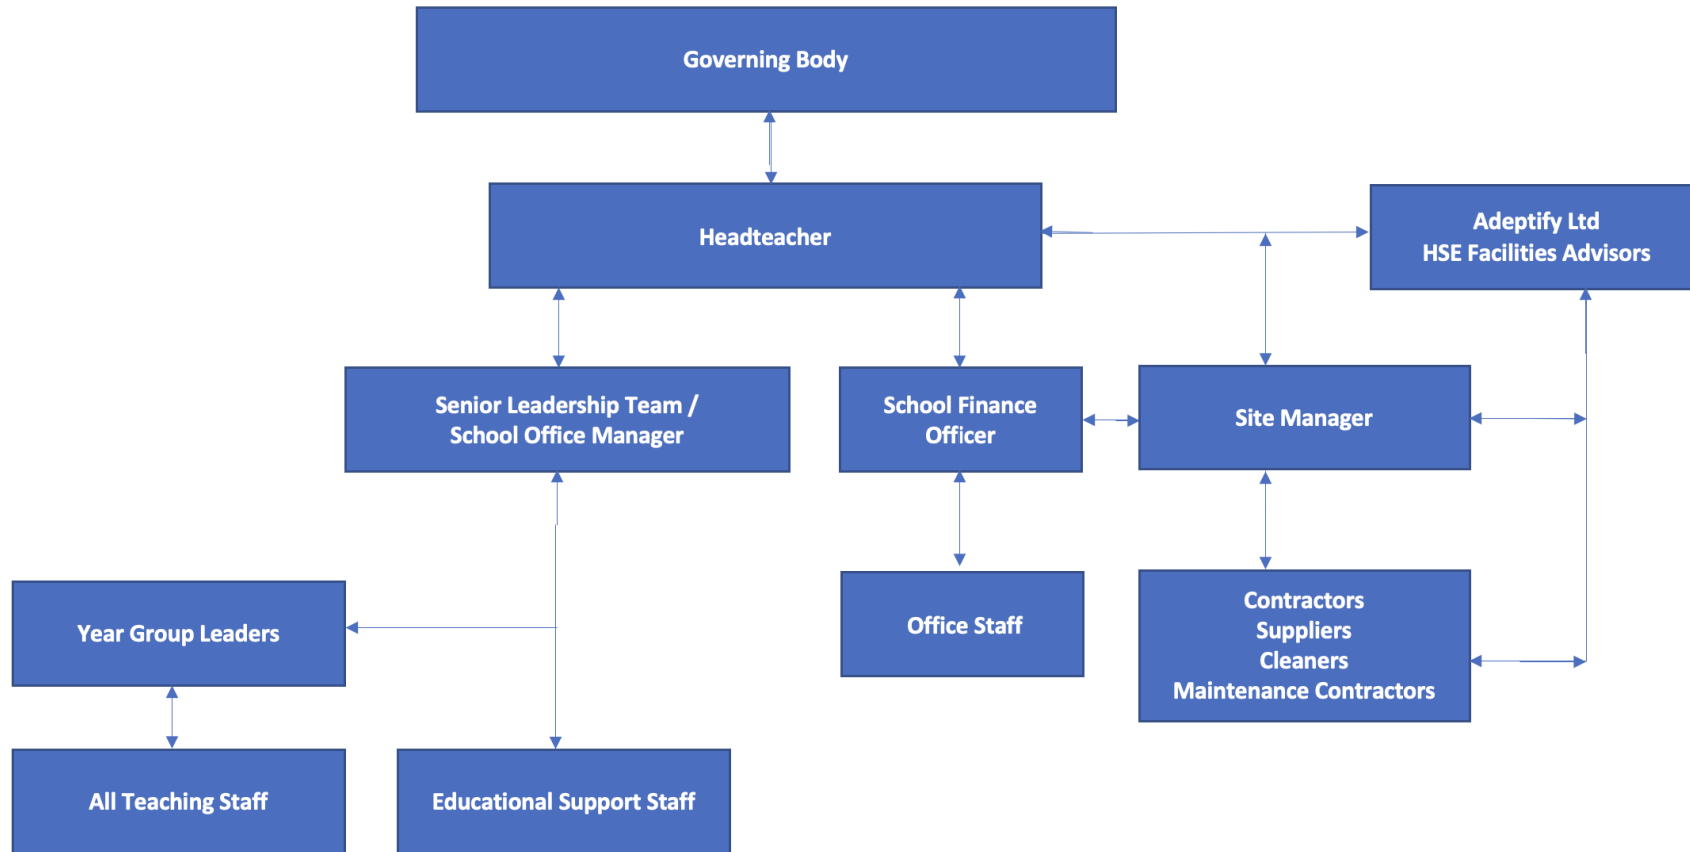 Governing Body
Headteacher
Adeptify Ltd
HSE Facilities Advisors
Senior Leadership Team /
School Office Manager
School Finance
Officer
Site Manager
Year Group Leaders
Office Staff
Contractors
Suppliers
Cleaners
Maintenance Contractors
All Teaching Staff
Educational Support Staff